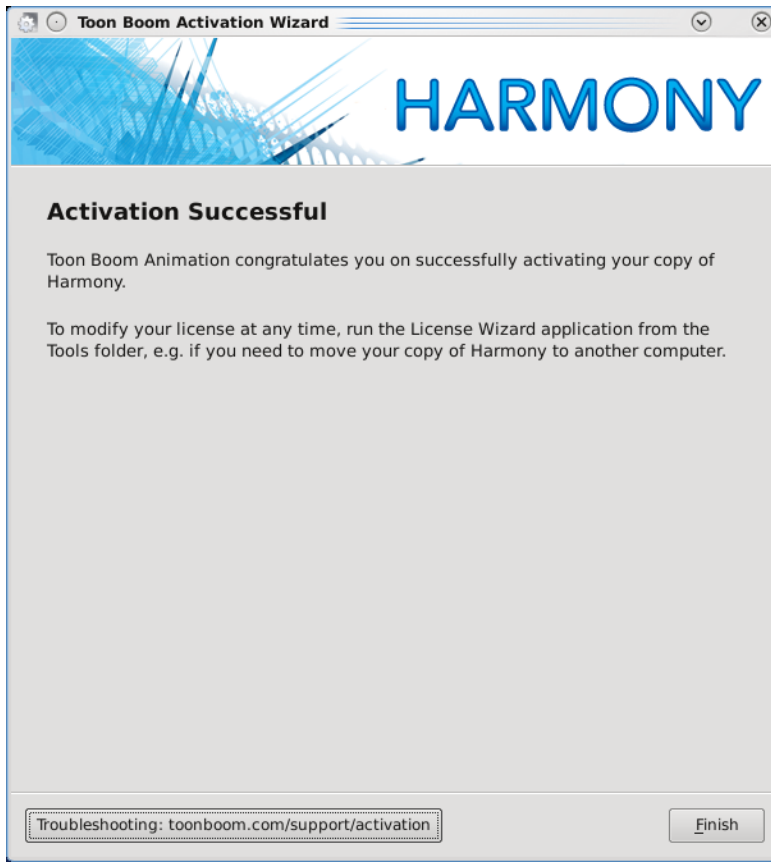 Toon Boom Activation Wizard
HARMONY
Activation Successful
Toon Boom Animation congratulates you on successfully activating your copy of
Harmony.
To modify your license at any time, run the License Wizard application from the
Tools folder, e.g. if you need to move your copy of Harmony to another computer.
Troubleshooting: toonboom.com/support/activation
Finish